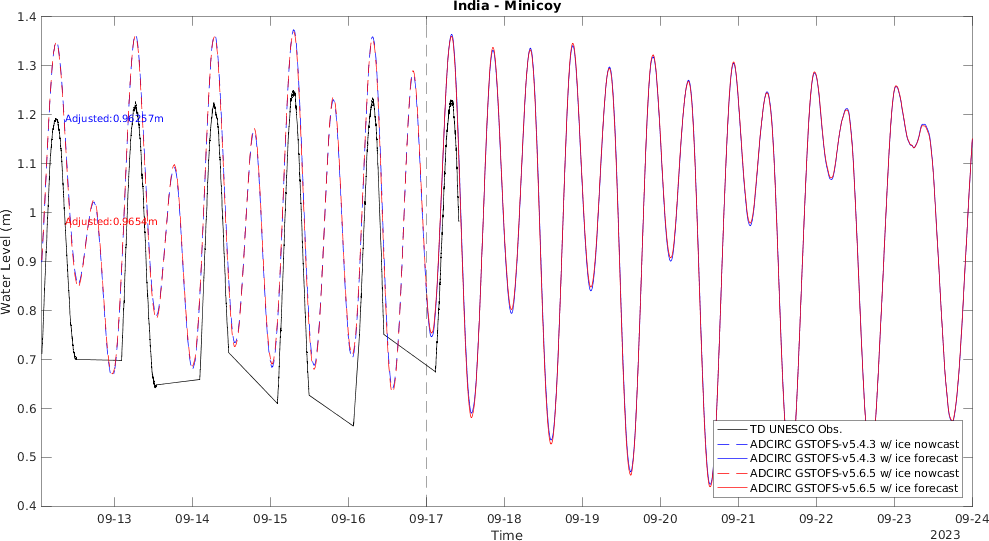 India - Minicoy
1.4
1.3
1.2
1.1
1
0.9
0.8
0.7
0.6
0.5
0.4
Water Level (m)
Adjusted:0.96257m
Adjusted:0.9654m
TD UNESCO Obs.
ADCIRC GSTOFS-v5.4.3 w/ ice nowcast
ADCIRC GSTOFS-v5.4.3 w/ ice forecast
ADCIRC GSTOFS-v5.6.5 w/ ice nowcast
ADCIRC GSTOFS-v5.6.5 w/ ice forecast
09-13 09-14 09-15 09-16 09-17 09-18 09-19 09-20 09-21 09-22 09-23 09-24
Time
2023